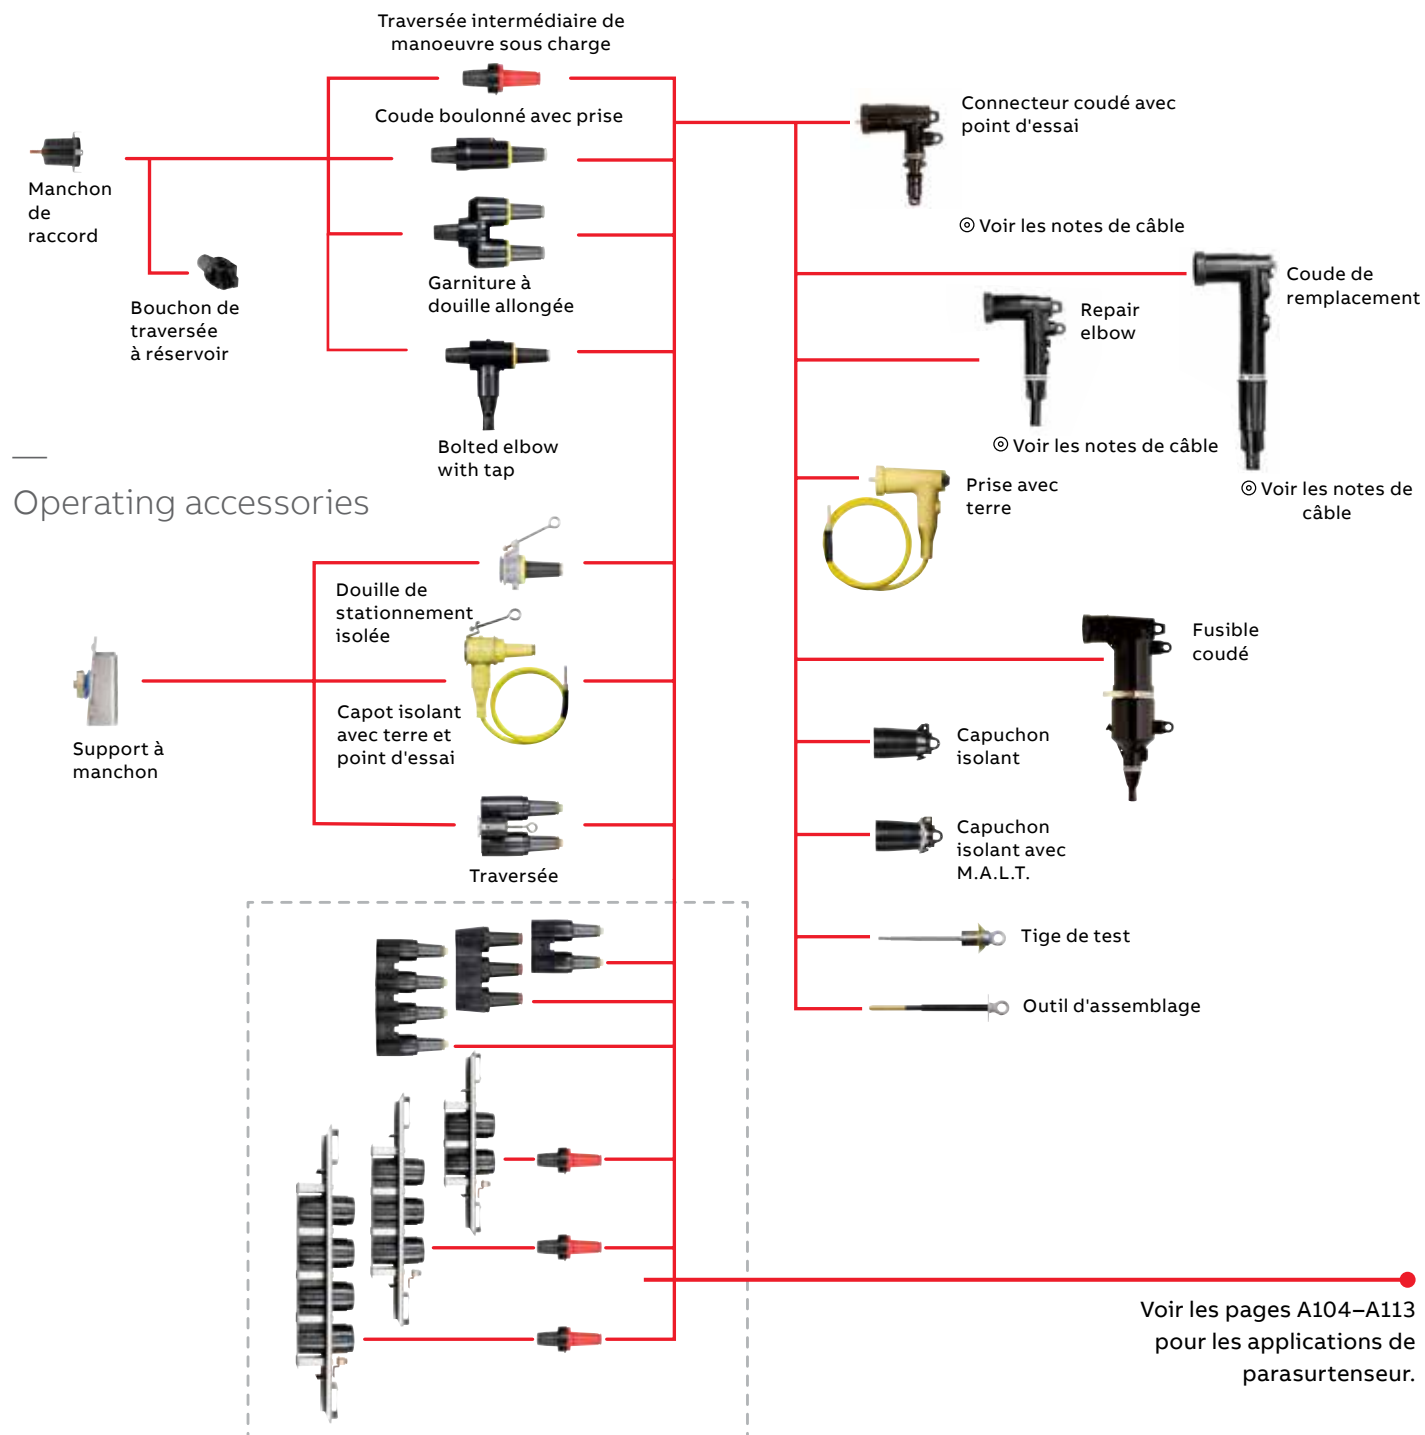 Traversée intermédiaire de
manoeuvre sous charge
Coude boulonné avec prise
Manchon
de
raccord
Bouchon de
traversée
à réservoir
Garniture à
douille allongée
Bolted elbow
with tap
Connecteur coudé avec
point d'essai
◎ Voir les notes de câble
Coude de
remplacement
Repair
elbow
◎ Voir les notes de câble
◎ Voir les notes de
câble
Prise avec
terre
Operating accessories
Douille de
stationnement
isolée
Capot isolant
avec terre et
point d'essai
Support à
manchon
Traversée
Fusible
coudé
Capuchon
isolant
Capuchon
isolant avec
M.A.L.T.
Tige de test
Outil d'assemblage
Voir les pages A104–A113
pour les applications de
parasurtenseur.